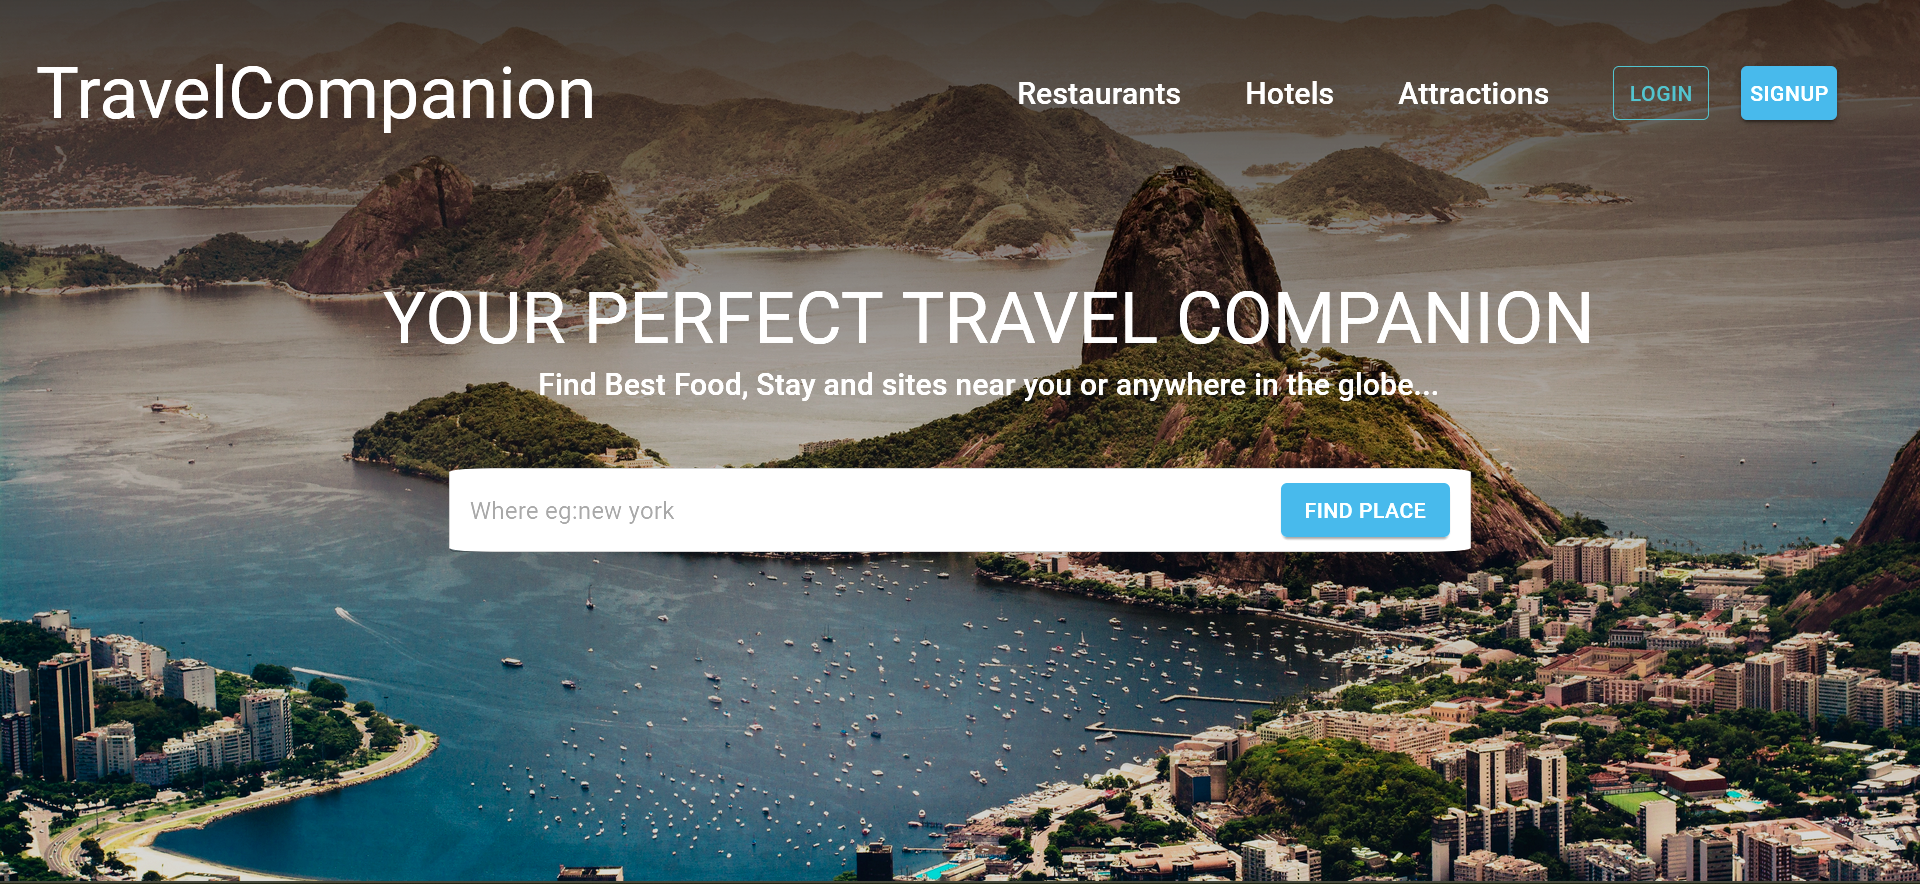 TravelCompanion
Restaurants Hotels Attractions LOGIN SIGNUP
YOUR PERFECT TRAVEL COMPANION
Find Best Food, Stay and sites near you or anywhere in the globe...
Where eg:new york FIND PLACE